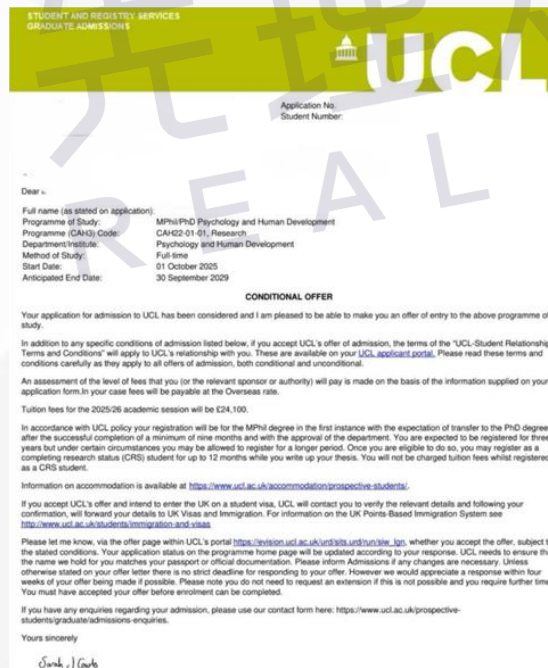 STUDENT AND REGISTRY SERVICES
GRADUATE ADMISSIONS
UCL
Application No.
Student Number:
Dear
Full name (as stated on application):
Programme of Study: MPhil/PhD Psychology and Human Development
Programme (CAH3) Code: CAH22-01-01, Research
Department/Institute: Psychology and Human Development
Method of Study: Full-time
Start Date: 01 October 2025
Anticipated End Date: 30 September 2029
CONDITIONAL OFFER
Your application for admission to UCL has been considered and I am pleased to be able to make you an offer of entry to the above programme of
study.
In addition to any specific conditions of admission listed below, if you accept UCL's offer of admission, the terms of the "UCL-Student Relationship
Terms and Conditions" will apply to UCL's relationship with you. These are available on your UCL applicant portal. Please read these terms and
conditions carefully as they apply to all offers of admission, both conditional and unconditional.
An assessment of the level of fees that you (or the relevant sponsor or authority) will pay is made on the basis of the information supplied on your
application form.In your case fees will be payable at the Overseas rate.
Tuition fees for the 2025/26 academic session will be £24,100.
In accordance with UCL policy your registration will be for the MPhil degree in the first instance with the expectation of transfer to the PhD degree
after the successful completion of a minimum of nine months and with the approval of the department. You are expected to be registered for three
years but under certain circumstances you may be allowed to register for a longer period. Once you are eligible to do so, you may register as a
completing research status (CRS) student for up to 12 months while you write up your thesis. You will not be charged tuition fees whilst registered
as a CRS student.
Information on accommodation is available at https://www.ucl.ac.uk/accommodation/prospective-students/.
If you accept UCL's offer and intend to enter the UK on a student visa, UCL will contact you to verify the relevant details and following your
confirmation, will forward your details to UK Visas and Immigration. For information on the UK Points-Based Immigration System see
http://www.ucl.ac.uk/students/immigration-and-visas
Please let me know, via the offer page within UCL's portal https://evision.ucl.ac.uk/urd/sits.urd/run/siw_lgn, whether you accept the offer, subject to
the stated conditions. Your application status on the programme home page will be updated according to your response. UCL needs to ensure tha
the name we hold for you matches your passport or official documentation. Please inform Admissions if any changes are necessary. Unless
otherwise stated on your offer letter there is no strict deadline for responding to your offer. However we would appreciate a response within four
weeks of your offer being made if possible. Please note you do not need to request an extension if this is not possible and you require further time
You must have accepted your offer before enrolment can be completed.
If you have any enquiries regarding your admission, please use our contact form here: https://www.ucl.ac.uk/prospective-
students/graduate/admissions-enquiries.
Yours sincerely
Sarah J
REAL